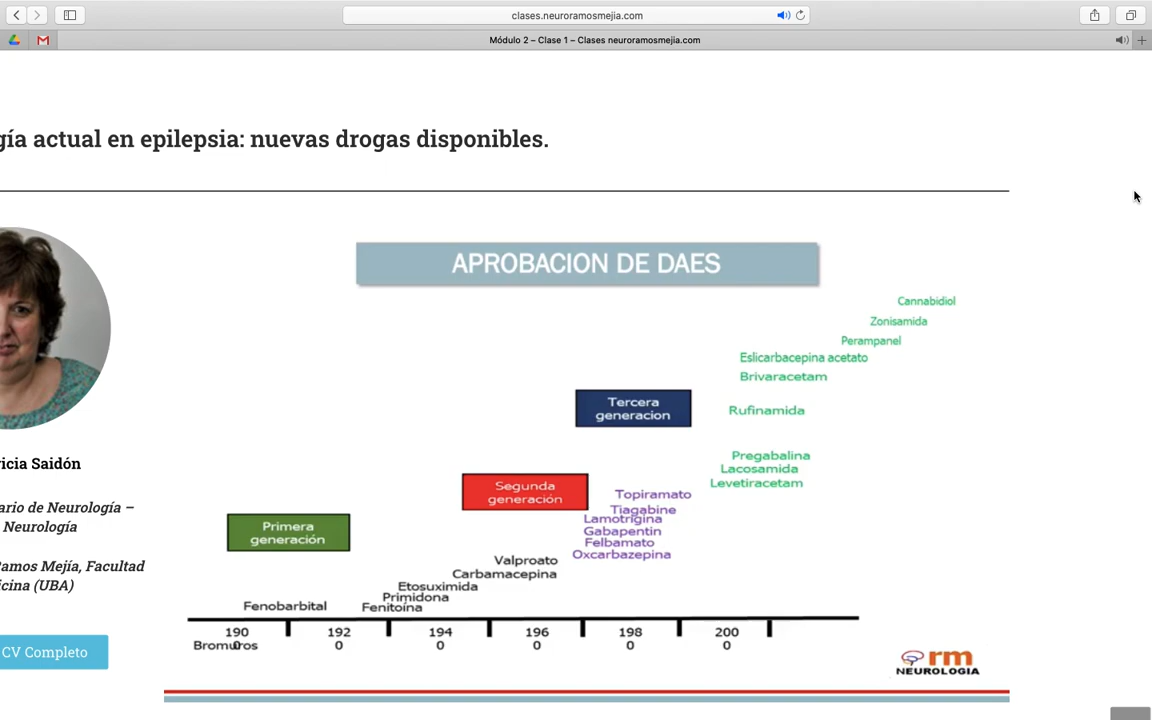 clases.neuroramosmejia.com
Módulo 2 – Clase 1 – Clases neuroramosmejia.com
gía actual en epilepsia: nuevas drogas disponibles.
icia Saidón
ario de Neurología –
Neurología
Ramos Mejía, Facultad
icina (UBA)
CV Completo
APROBACION DE DAES
Cannabidiol
Zonisamida
Perampanel
Eslicarbacepina acetato
Brivaracetam
Tercera
generacion
Rufinamida
Pregabalina
Lacosamida
Levetiracetam
Segunda
generación
Topiramato
Tiagabine
Lamotrigina
Gabapentin
Felbamato
Oxcarbazepina
Primera
generación
Valproato
Carbamacepina
Etosuximida
Primidona
Fenitoína
Fenobarbital
190
0
192
0
194
0
196
0
198
0
200
0
Bromuros
rm
NEUROLOGIA